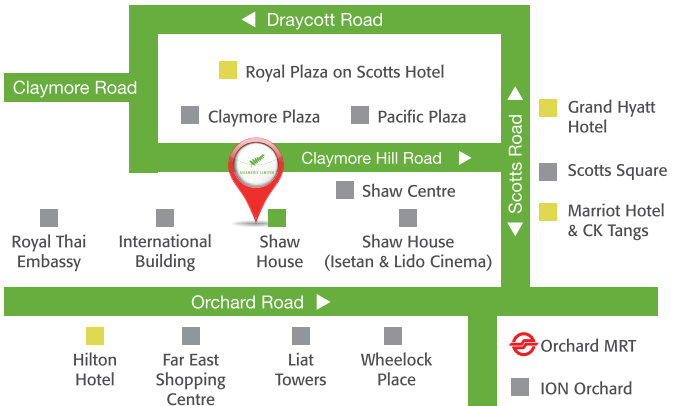 Draycott Road
Claymore Road
Royal Plaza on Scotts Hotel
Claymore Plaza
Pacific Plaza
Grand Hyatt
Hotel
Scotts Road
Claymore Hill Road
Scotts Square
Shaw Centre
Marriot Hotel
& CK Tangs
Royal Thai
Embassy
International
Building
Shaw
House
Shaw House
(Isetan & Lido Cinema)
Orchard Road
Hilton
Hotel
Far East
Shopping
Centre
Liat
Towers
Wheelock
Place
Orchard MRT
ION Orchard